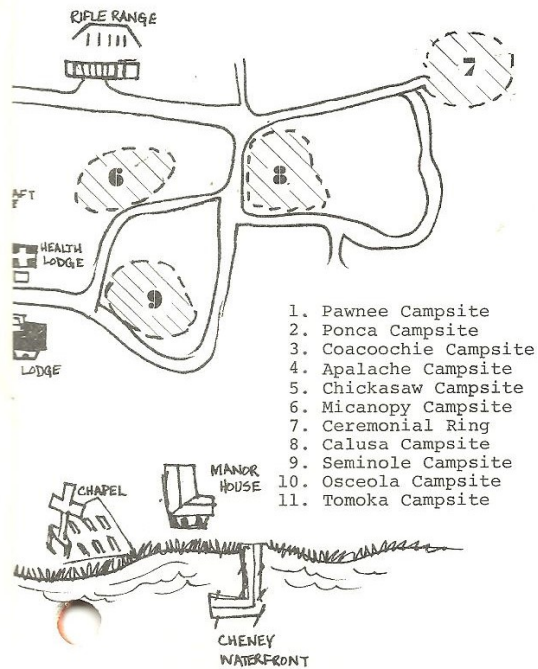 RIFLE RANGE
7
6
8
AFT
HEALTH
LODGE
9
LODGE
1. Pawnee Campsite
2. Ponca Campsite
3. Coacoochie Campsite
4. Apalache Campsite
5. Chickasaw Campsite
6. Micanopy Campsite
7. Ceremonial Ring
8. Calusa Campsite
9. Seminole Campsite
10. Osceola Campsite
11. Tomoka Campsite
CHAPEL
MANOR
HOUSE
CHENEY
WATERFRONT